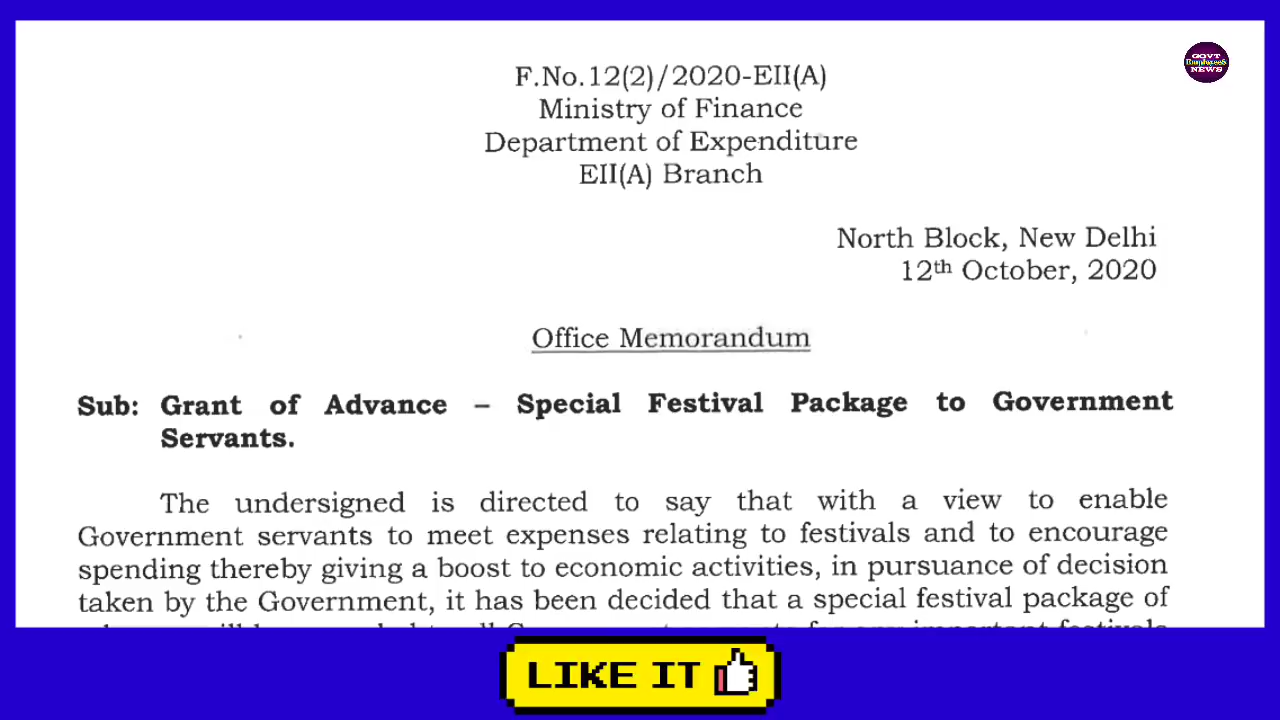 GOVT
Employees
NEWS
F.No.12(2)/2020-EII(A)
Ministry of Finance
Department of Expenditure
EII(A) Branch
North Block, New Delhi
12th October, 2020
Office Memorandum
Sub: Grant of Advance – Special Festival Package to Government
Servants.
The undersigned is directed to say that with a view to enable
Government servants to meet expenses relating to festivals and to encourage
spending thereby giving a boost to economic activities, in pursuance of decision
taken by the Government, it has been decided that a special festival package of
LIKE IT